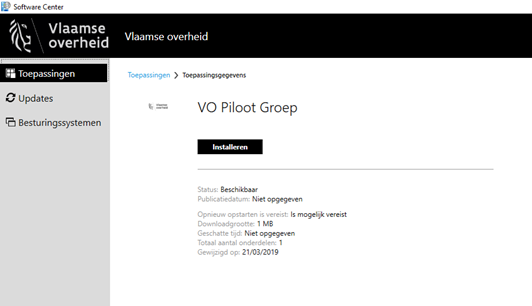 Software Center
Vlaamse
overheid
Vlaamse overheid
Toepassingen
Updates
Besturingssystemen
Toepassingen > Toepassingsgegevens
Vlaamse
overheid
VO Piloot Groep
Installeren
Status: Beschikbaar
Publicatiedatum: Niet opgegeven
Opnieuw opstarten is vereist: Is mogelijk vereist
Downloadgrootte: 1 MB
Geschatte tijd: Niet opgegeven
Totaal aantal onderdelen: 1
Gewijzigd op: 21/03/2019